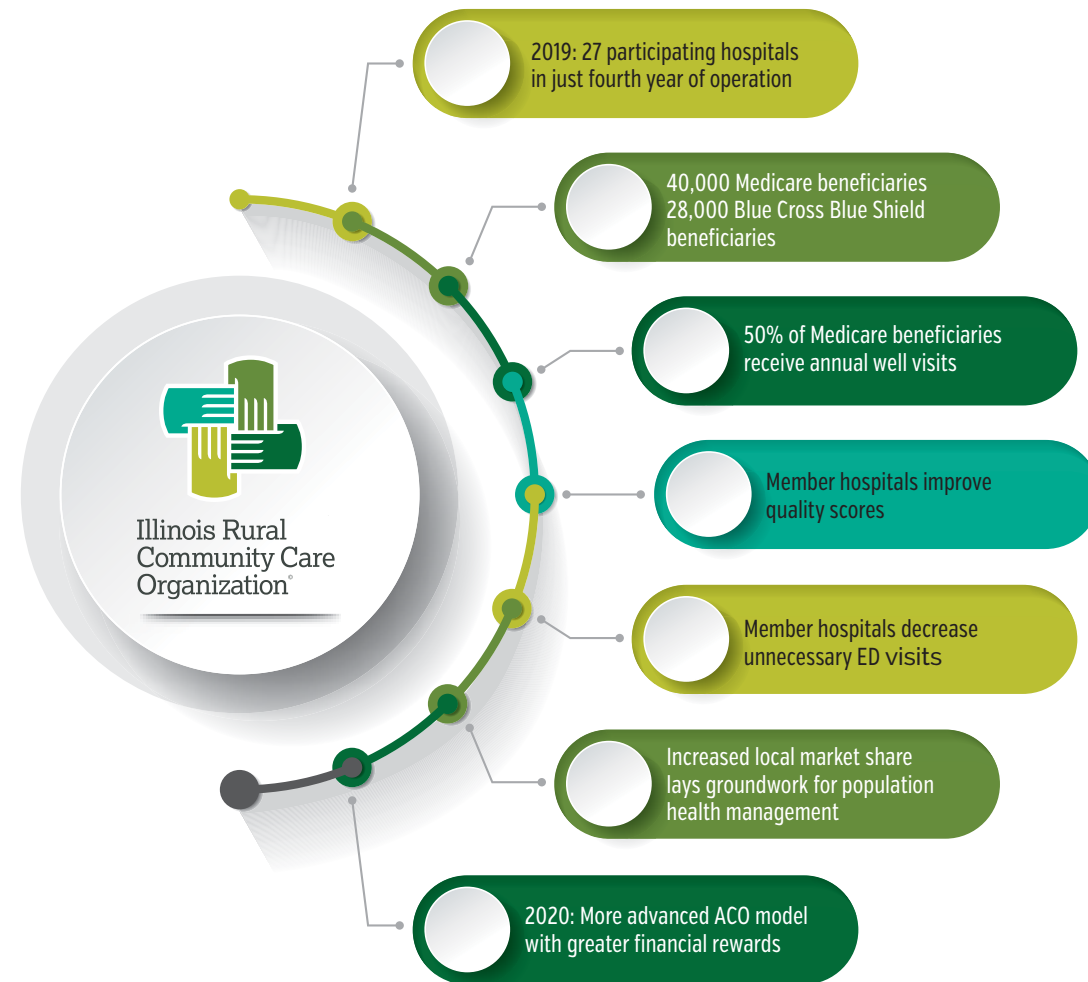 2019: 27 participating hospitals
in just fourth year of operation
40,000 Medicare beneficiaries
28,000 Blue Cross Blue Shield
beneficiaries
50% of Medicare beneficiaries
receive annual well visits
Illinois Rural
Community Care
Organization©
Member hospitals improve
quality scores
Member hospitals decrease
unnecessary ED visits
Increased local market share
lays groundwork for population
health management
2020: More advanced ACO model
with greater financial rewards